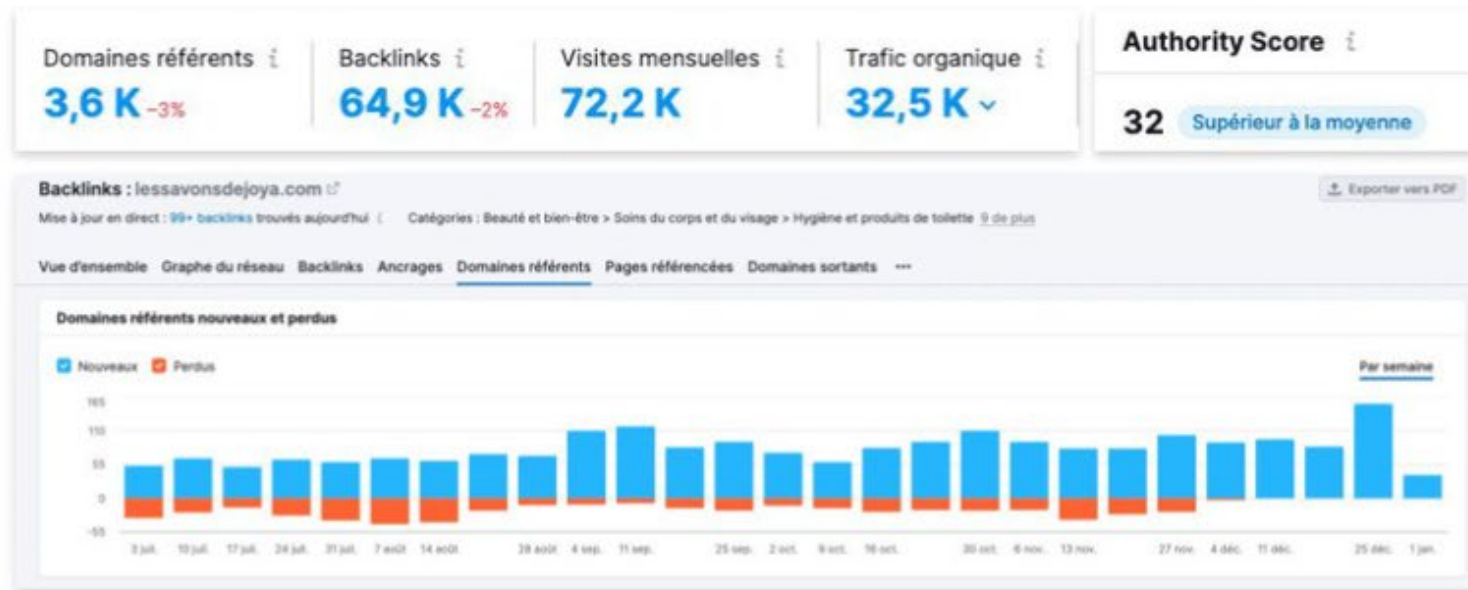 Domaines référents i
3,6 K -3%
Backlinks i
64,9 K -2%
Visites mensuelles i
72,2 K
Trafic organique i
32,5 K
Authority Score i
32 Supérieur à la moyenne
Backlinks : lessavonsdejoya.com
Exporter vers PDF
Mise à jour en direct : 99+ backlinks trouvés aujourd'hui Catégories : Beauté et bien-être > Soins du corps et du visage > Hygiène et produits de toilette 9 de plus
Vue d'ensemble Graphe du réseau Backlinks Ancrages Domaines référents Pages référencées Domaines sortants ...
Domaines référents nouveaux et perdus
Nouveaux Perdus
Par semaine
165
110
55
0
-55
3 juil. 10 juil. 17 juil. 24 juil. 31 juil. 7 août 14 août 28 août 4 sep. 11 sep. 25 sep. 2 oct. 9 oct. 16 oct. 30 oct. 6 nov. 13 nov. 27 nov. 4 déc. 11 déc. 25 déc. 1 jan.